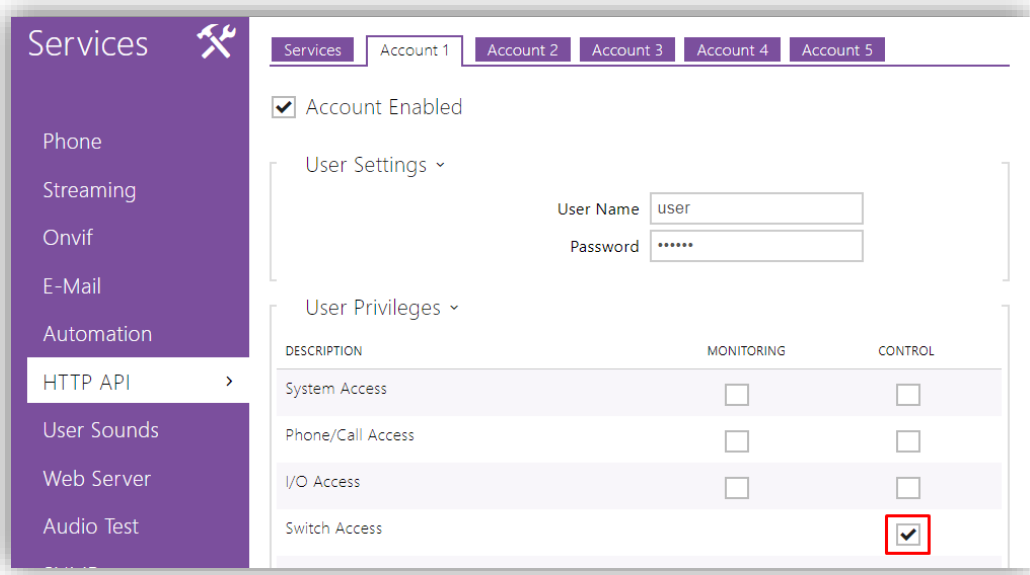 Services
Services Account 1 Account 2 Account 3 Account 4 Account 5
Account Enabled
Phone
Streaming
Onvif
E-Mail
Automation
HTTP API
User Sounds
Web Server
Audio Test
User Settings
User Name user
Password ••••••
User Privileges
DESCRIPTION MONITORING CONTROL
System Access
Phone/Call Access
I/O Access
Switch Access